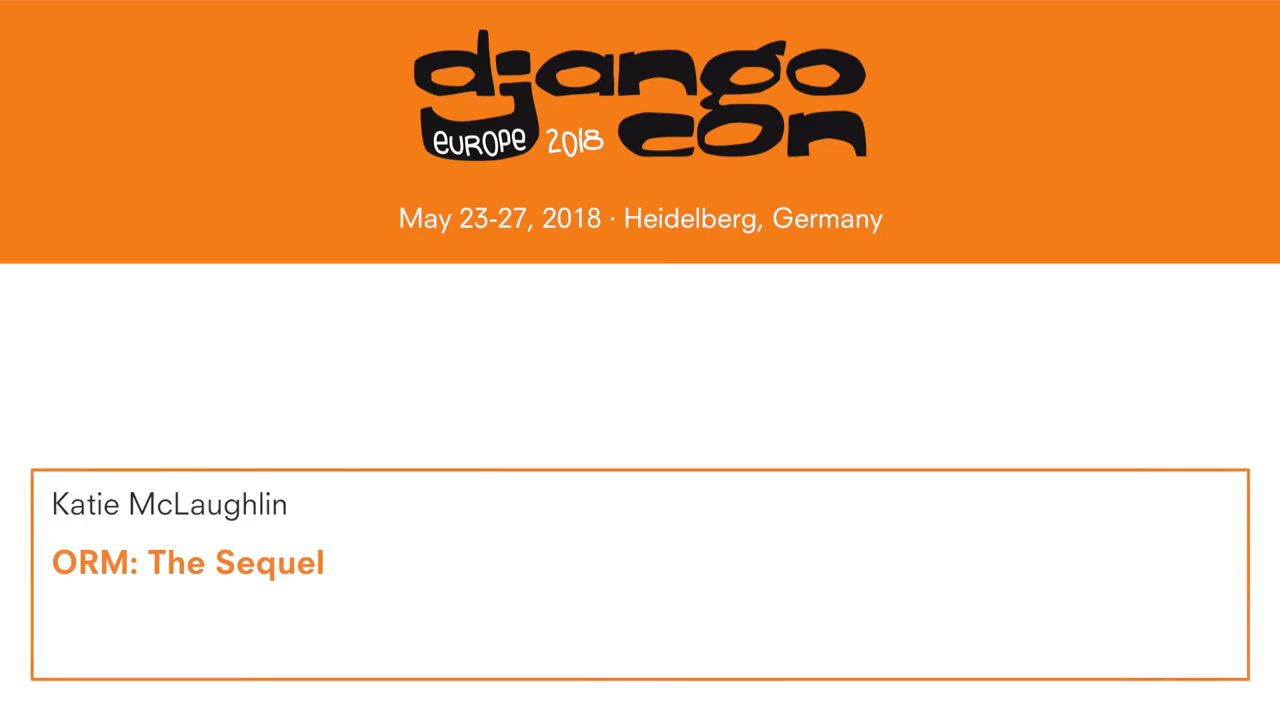 django
con
EUROPE 2018
May 23-27, 2018 · Heidelberg, Germany
Katie McLaughlin
ORM: The Sequel